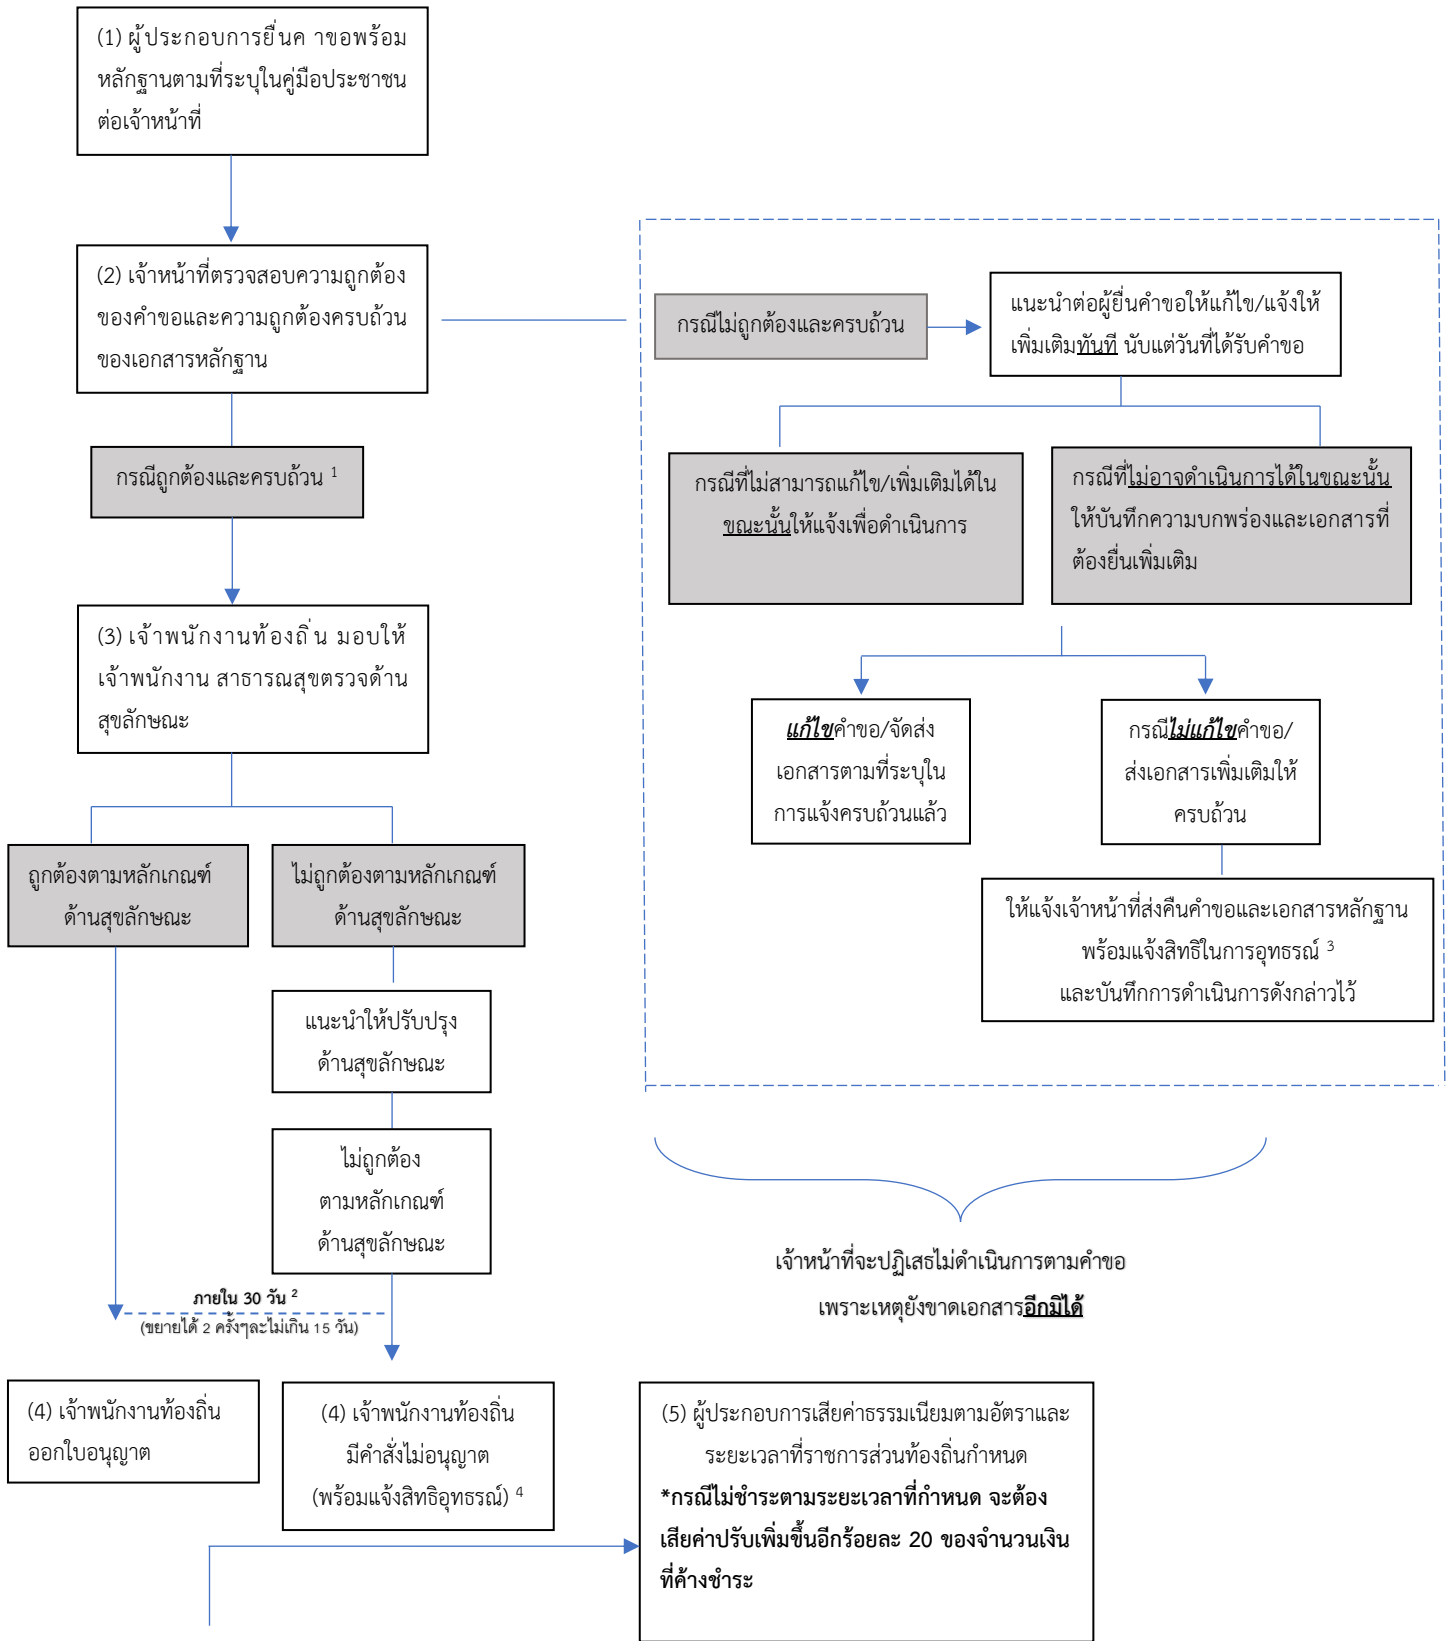 (1) ผู้ประกอบการยื่นค าขอพร้อม
หลักฐานตามที่ระบุในคู่มือประชาชน
ต่อเจ้าหน้าที่
(2) เจ้าหน้าที่ตรวจสอบความถูกต้อง
ของคำขอและความถูกต้องครบถ้วน
ของเอกสารหลักฐาน
กรณีไม่ถูกต้องและครบถ้วน
แนะนำต่อผู้ยื่นคำขอให้แก้ไข/แจ้งให้
เพิ่มเติมทันที นับแต่วันที่ได้รับคำขอ
กรณีถูกต้องและครบถ้วน 1
กรณีที่ไม่สามารถแก้ไข/เพิ่มเติมได้ใน
ขณะนั้นให้แจ้งเพื่อดำเนินการ
กรณีที่ไม่อาจดำเนินการได้ในขณะนั้น
ให้บันทึกความบกพร่องและเอกสารที่
ต้องยื่นเพิ่มเติม
(3) เจ้าพนักงานท้องถิ่น มอบให้
เจ้าพนักงาน สาธารณสุขตรวจด้าน
สุขลักษณะ
แก้ไขคำขอ/จัดส่ง
เอกสารตามที่ระบุใน
การแจ้งครบถ้วนแล้ว
กรณีไม่แก้ไขคำขอ/
ส่งเอกสารเพิ่มเติมให้
ครบถ้วน
ถูกต้องตามหลักเกณฑ์
ด้านสุขลักษณะ
ไม่ถูกต้องตามหลักเกณฑ์
ด้านสุขลักษณะ
ให้แจ้งเจ้าหน้าที่ส่งคืนคำขอและเอกสารหลักฐาน
พร้อมแจ้งสิทธิในการอุทธรณ์ 3
และบันทึกการดำเนินการดังกล่าวไว้
แนะนำให้ปรับปรุง
ด้านสุขลักษณะ
ไม่ถูกต้อง
ตามหลักเกณฑ์
ด้านสุขลักษณะ
เจ้าหน้าที่จะปฏิเสธไม่ดำเนินการตามคำขอ
เพราะเหตุยังขาดเอกสารอีกมิได้
ภายใน 30 วัน 2
(ขยายได้ 2 ครั้งๆละไม่เกิน 15 วัน)
(4) เจ้าพนักงานท้องถิ่น
ออกใบอนุญาต
(4) เจ้าพนักงานท้องถิ่น
มีคำสั่งไม่อนุญาต
(พร้อมแจ้งสิทธิอุทธรณ์) 4
(5) ผู้ประกอบการเสียค่าธรรมเนียมตามอัตราและ
ระยะเวลาที่ราชการส่วนท้องถิ่นกำหนด
*กรณีไม่ชำระตามระยะเวลาที่กำหนด จะต้อง
เสียค่าปรับเพิ่มขึ้นอีกร้อยละ 20 ของจำนวนเงิน
ที่ค้างชำระ